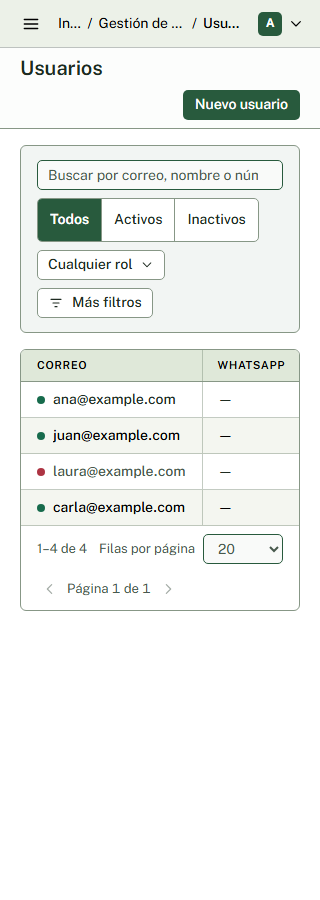 In... / Gestión de ... / Usu... A
Usuarios
Nuevo usuario
Buscar por correo, nombre o nún
Todos Activos Inactivos
Cualquier rol
Más filtros
CORREO WHATSAPP
ana@example.com —
juan@example.com —
laura@example.com —
carla@example.com —
1–4 de 4 Filas por página 20
Página 1 de 1